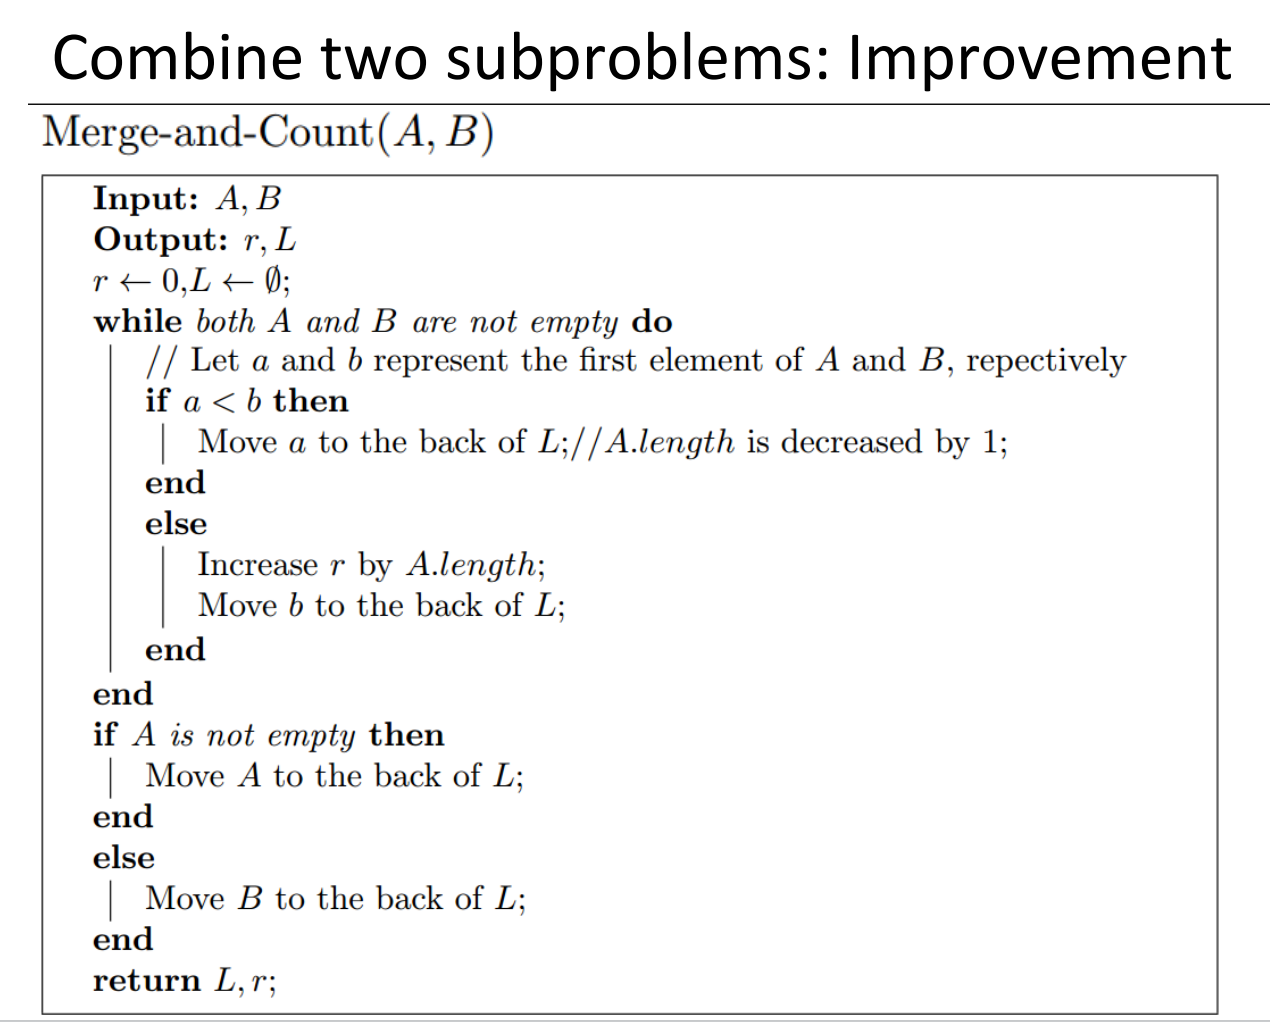 Combine two subproblems: Improvement
Merge-and-Count(A, B)
Input: A, B
Output: r, L
r ← 0,L ← ∅;
while both A and B are not empty do
// Let a and b represent the first element of A and B, repectively
if a < b then
Move a to the back of L;//A.length is decreased by 1;
end
else
Increase r by A.length;
Move b to the back of L;
end
end
if A is not empty then
Move A to the back of L;
end
else
Move B to the back of L;
end
return L, r;